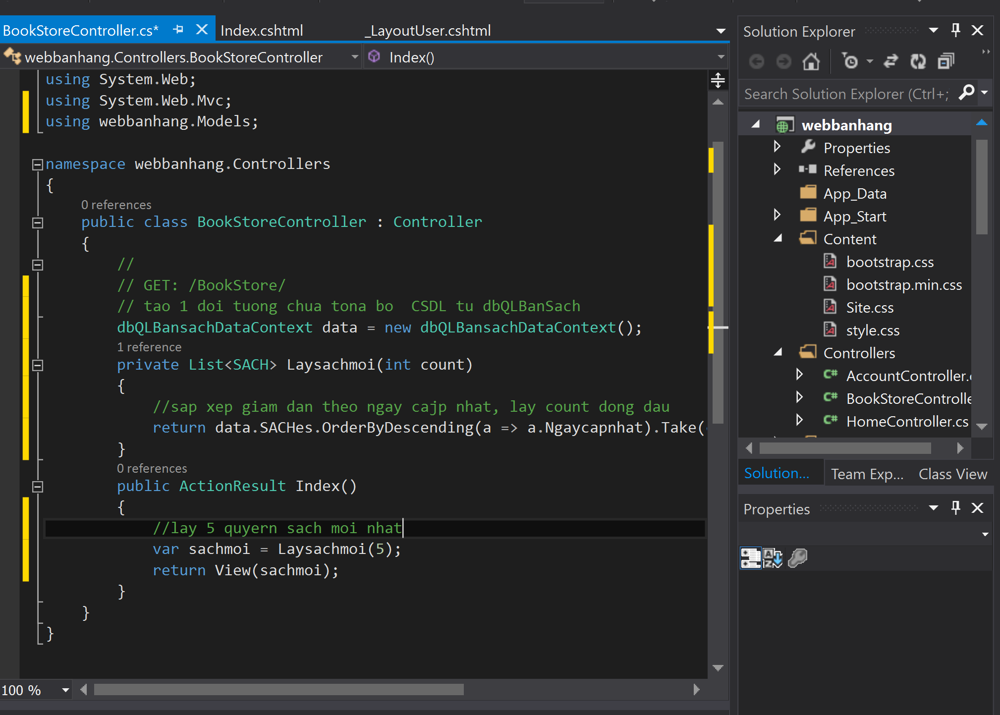 BookStoreController.cs*
Index.cshtml
_LayoutUser.cshtml
webbanhang.Controllers.BookStoreController
Index()
using System.Web;
using System.Web.Mvc;
using webbanhang.Models;
namespace webbanhang.Controllers
{
0 references
public class BookStoreController : Controller
{
//
// GET: /BookStore/
// tao 1 doi tuong chua tona bo  CSDL tu dbQLBanSach
dbQLBansachDataContext data = new dbQLBansachDataContext();
1 reference
private List<SACH> Laysachmoi(int count)
{
//sap xep giam dan theo ngay cajp nhat, lay count dong dau
return data.SACHes.OrderByDescending(a => a.Ngaycapnhat).Take(
}
0 references
public ActionResult Index()
{
//lay 5 quyern sach moi nhat
var sachmoi = Laysachmoi(5);
return View(sachmoi);
}
}
}
100 %
Solution Explorer
Search Solution Explorer (Ctrl+;
webbanhang
Properties
References
App_Data
App_Start
Content
bootstrap.css
bootstrap.min.css
Site.css
style.css
Controllers
C# AccountController.
C# BookStoreControlle
C# HomeController.cs
Solution...
Team Exp...
Class View
Properties